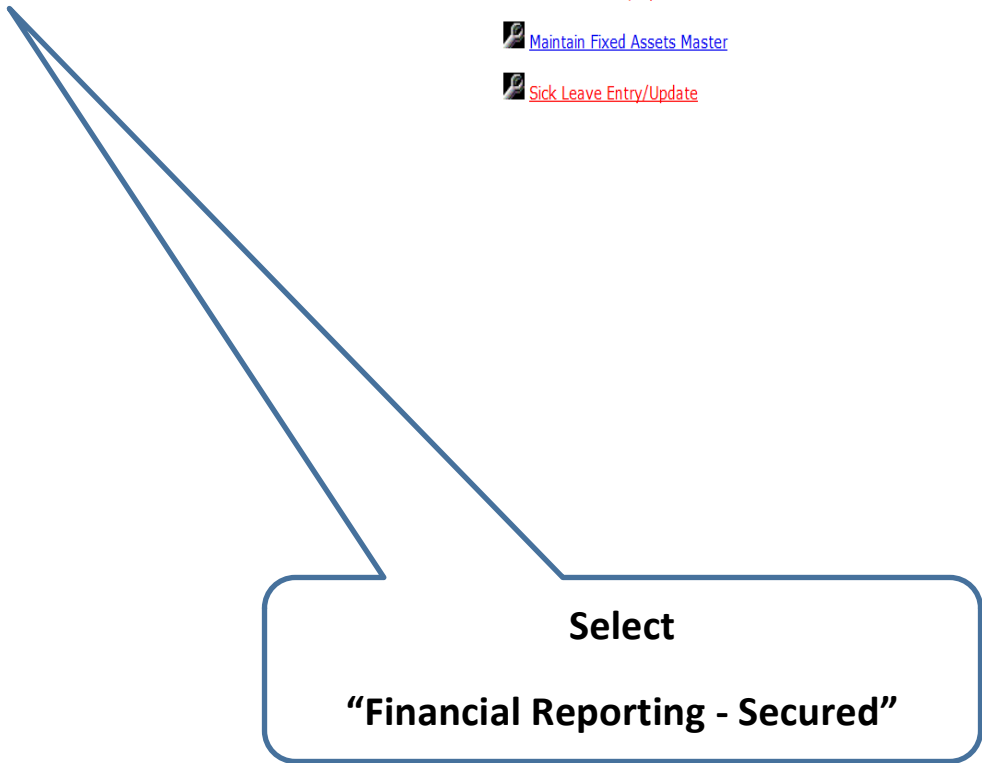 Maintain Fixed Assets Master
Sick Leave Entry/Update
Select
“Financial Reporting - Secured”